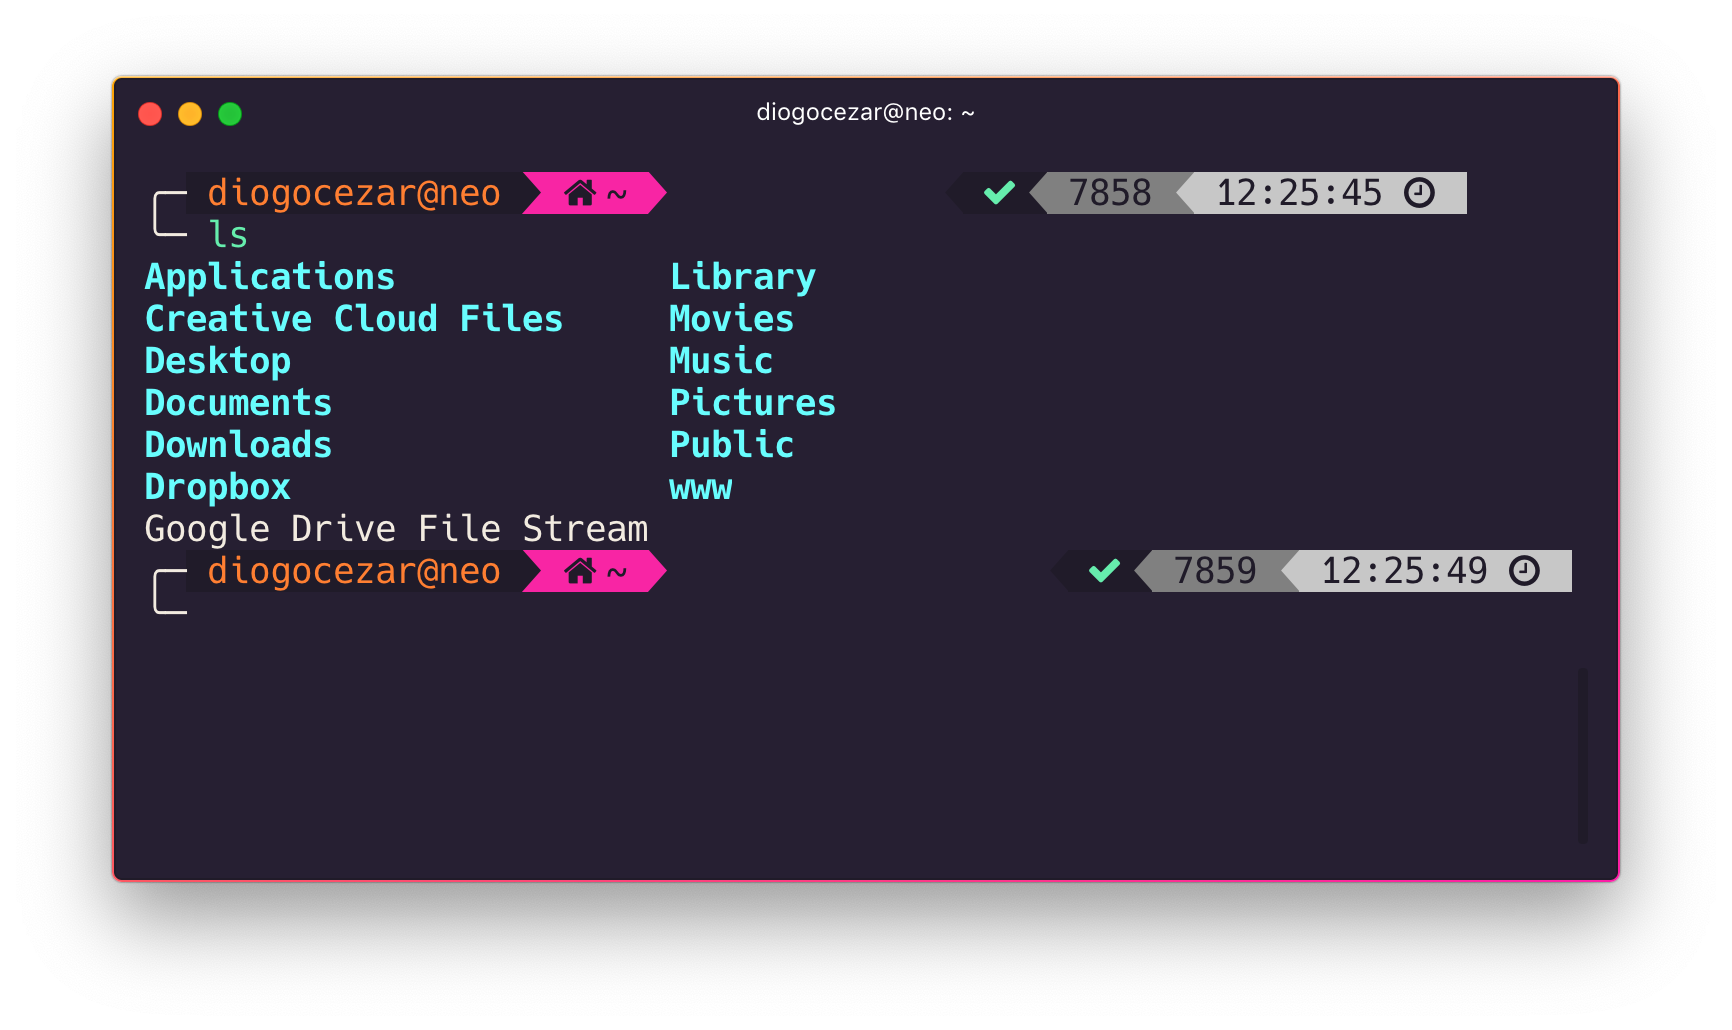 diogocezar@neo: ~
diogocezar@neo ~ 7858 12:25:45
ls
Applications Library
Creative Cloud Files Movies
Desktop Music
Documents Pictures
Downloads Public
Dropbox www
Google Drive File Stream
diogocezar@neo ~ 7859 12:25:49